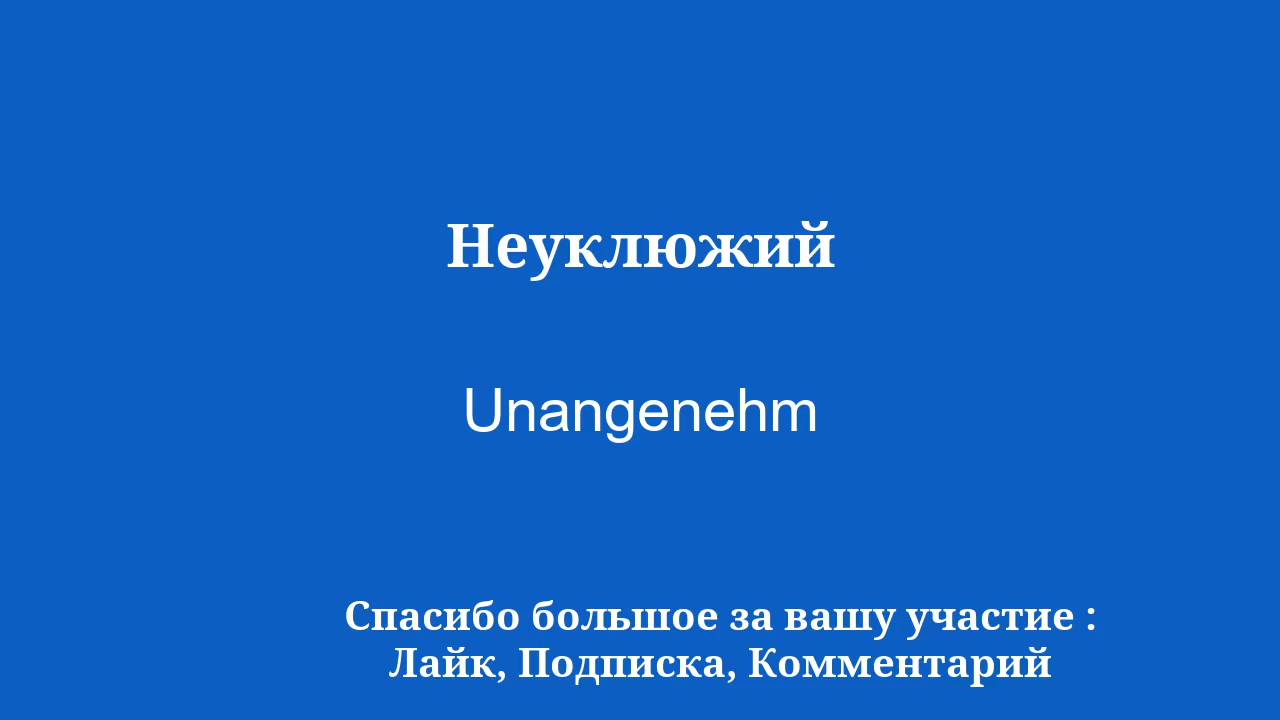 Неуклюжий
Unangenehm
Спасибо большое за вашу участие :
Лайк, Подписка, Комментарий